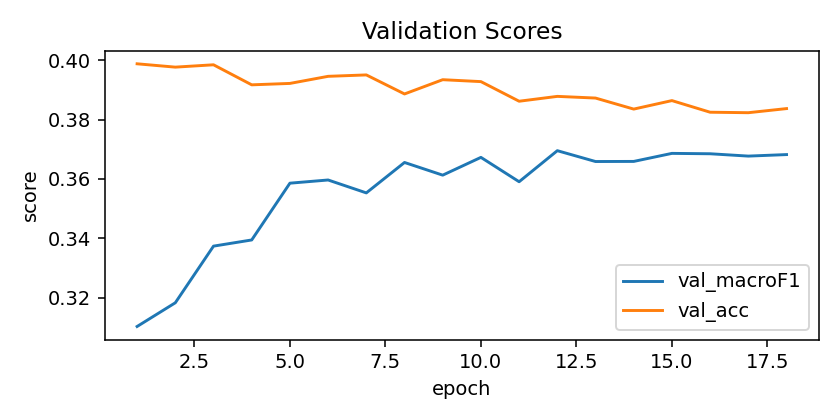 Validation Scores
0.40
0.38
0.36
0.34
0.32
score
val_macroF1
val_acc
2.5 5.0 7.5 10.0 12.5 15.0 17.5
epoch